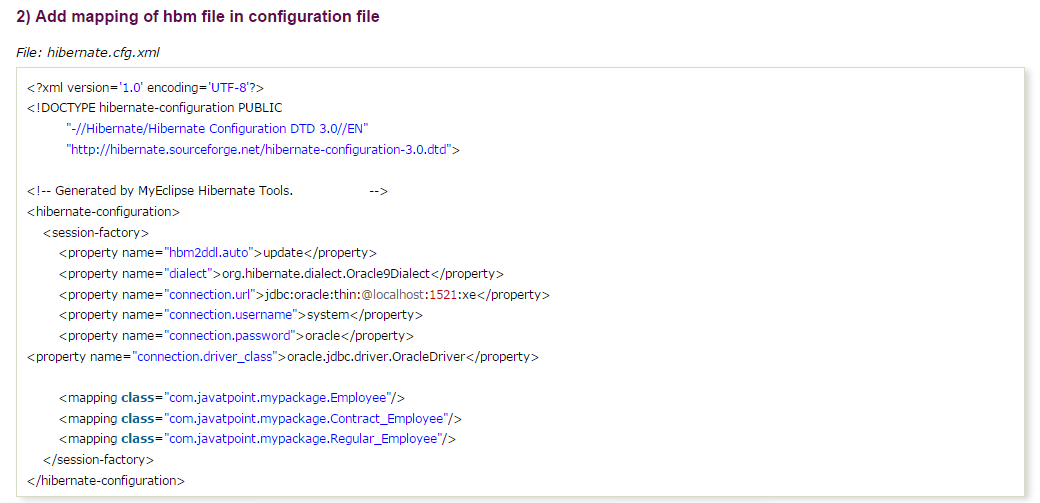 2) Add mapping of hbm file in configuration file
File: hibernate.cfg.xml
<?xml version='1.0' encoding='UTF-8'?>
<!DOCTYPE hibernate-configuration PUBLIC
"-//Hibernate/Hibernate Configuration DTD 3.0//EN"
"http://hibernate.sourceforge.net/hibernate-configuration-3.0.dtd">
<!-- Generated by MyEclipse Hibernate Tools.                   -->
<hibernate-configuration>
<session-factory>
<property name="hbm2ddl.auto">update</property>
<property name="dialect">org.hibernate.dialect.Oracle9Dialect</property>
<property name="connection.url">jdbc:oracle:thin:@localhost:1521:xe</property>
<property name="connection.username">system</property>
<property name="connection.password">oracle</property>
<property name="connection.driver_class">oracle.jdbc.driver.OracleDriver</property>
<mapping class="com.javatpoint.mypackage.Employee"/>
<mapping class="com.javatpoint.mypackage.Contract_Employee"/>
<mapping class="com.javatpoint.mypackage.Regular_Employee"/>
</session-factory>
</hibernate-configuration>